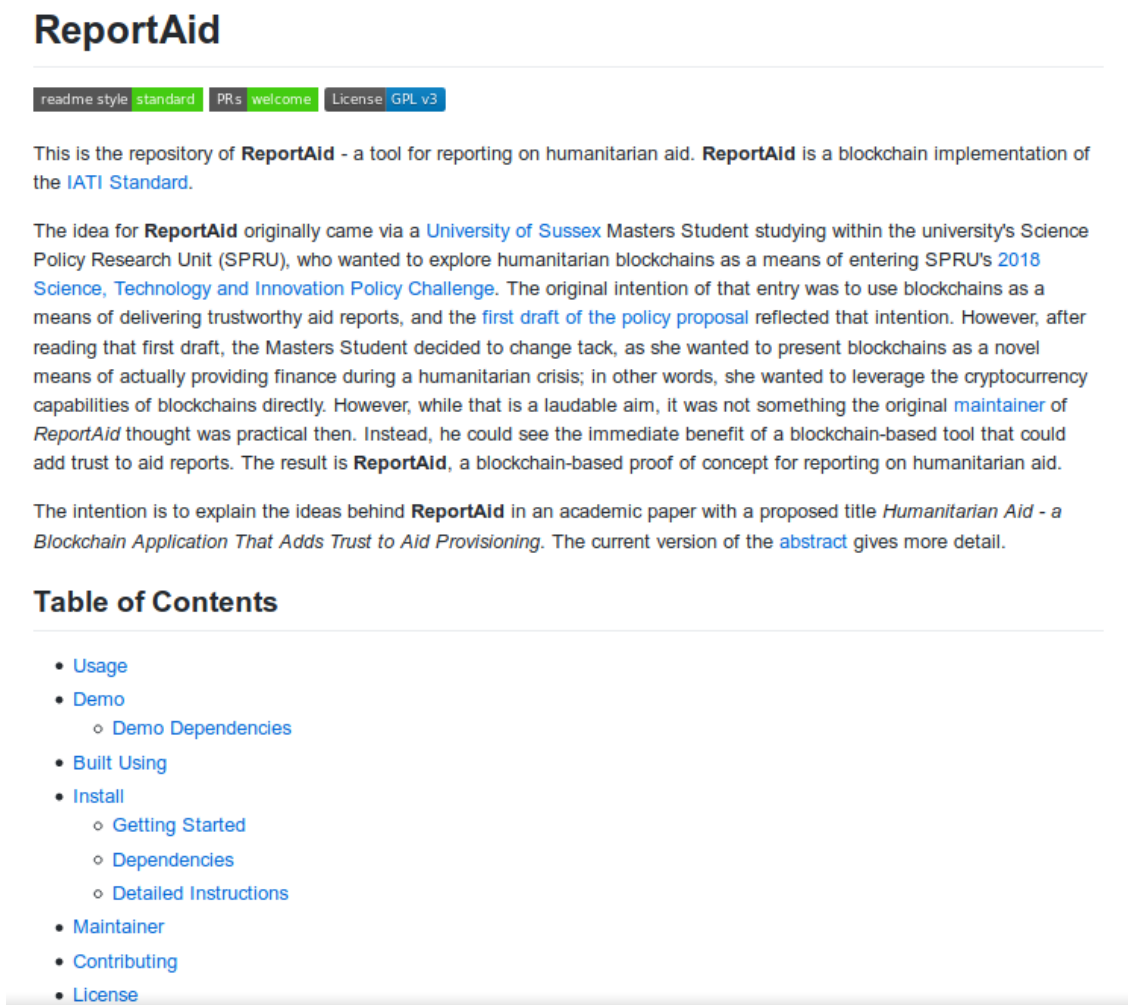 ReportAid
readme style standard PRs welcome License GPL v3
This is the repository of ReportAid - a tool for reporting on humanitarian aid. ReportAid is a blockchain implementation of
the IATI Standard.
The idea for ReportAid originally came via a University of Sussex Masters Student studying within the university's Science
Policy Research Unit (SPRU), who wanted to explore humanitarian blockchains as a means of entering SPRU's 2018
Science, Technology and Innovation Policy Challenge. The original intention of that entry was to use blockchains as a
means of delivering trustworthy aid reports, and the first draft of the policy proposal reflected that intention. However, after
reading that first draft, the Masters Student decided to change tack, as she wanted to present blockchains as a novel
means of actually providing finance during a humanitarian crisis; in other words, she wanted to leverage the cryptocurrency
capabilities of blockchains directly. However, while that is a laudable aim, it was not something the original maintainer of
ReportAid thought was practical then. Instead, he could see the immediate benefit of a blockchain-based tool that could
add trust to aid reports. The result is ReportAid, a blockchain-based proof of concept for reporting on humanitarian aid.
The intention is to explain the ideas behind ReportAid in an academic paper with a proposed title Humanitarian Aid - a
Blockchain Application That Adds Trust to Aid Provisioning. The current version of the abstract gives more detail.
Table of Contents
Usage
Demo
Demo Dependencies
Built Using
Install
Getting Started
Dependencies
Detailed Instructions
Maintainer
Contributing
License